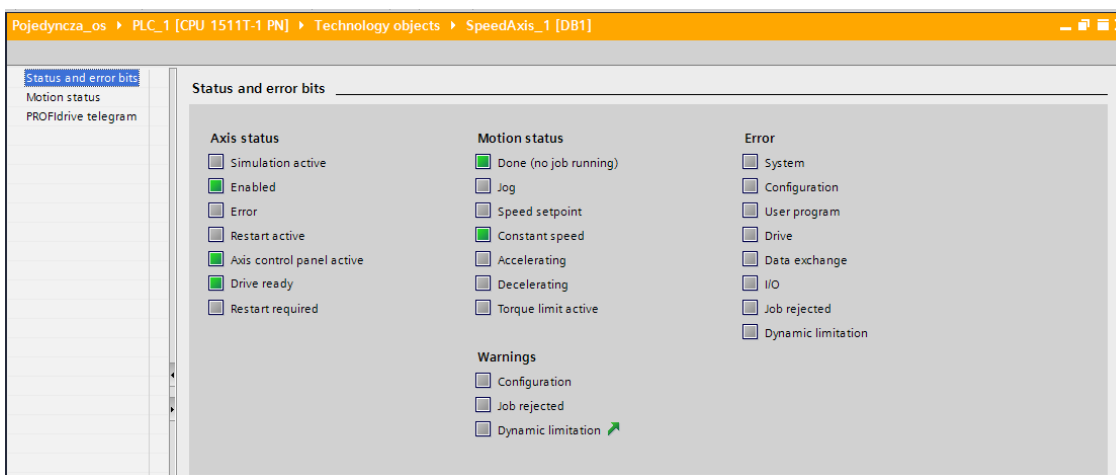 Pojedyncza_os ▸ PLC_1 [CPU 1511T-1 PN] ▸ Technology objects ▸ SpeedAxis_1 [DB1]
Status and error bits
Motion status
PROFIdrive telegram
Status and error bits
Axis status
Simulation active
Enabled
Error
Restart active
Axis control panel active
Drive ready
Restart required
Motion status
Done (no job running)
Jog
Speed setpoint
Constant speed
Accelerating
Decelerating
Torque limit active
Warnings
Configuration
Job rejected
Dynamic limitation
Error
System
Configuration
User program
Drive
Data exchange
I/O
Job rejected
Dynamic limitation